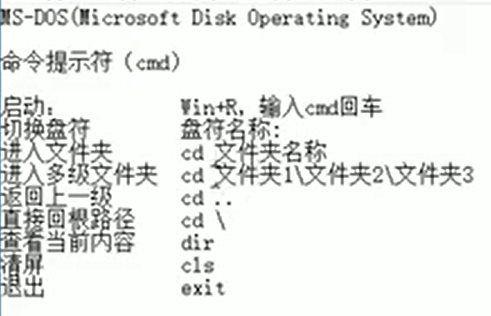 MS-DOS(Microsoft Disk Operating System)
命令提示符（cmd）
启动： Win+R，输入cmd回车
切换盘符 盘符名称:
进入文件夹 cd 文件夹名称
进入多级文件夹 cd 文件夹1\文件夹2\文件夹3
返回上一级 cd ..
直接回根路径 cd \
查看当前内容 dir
清屏 cls
退出 exit